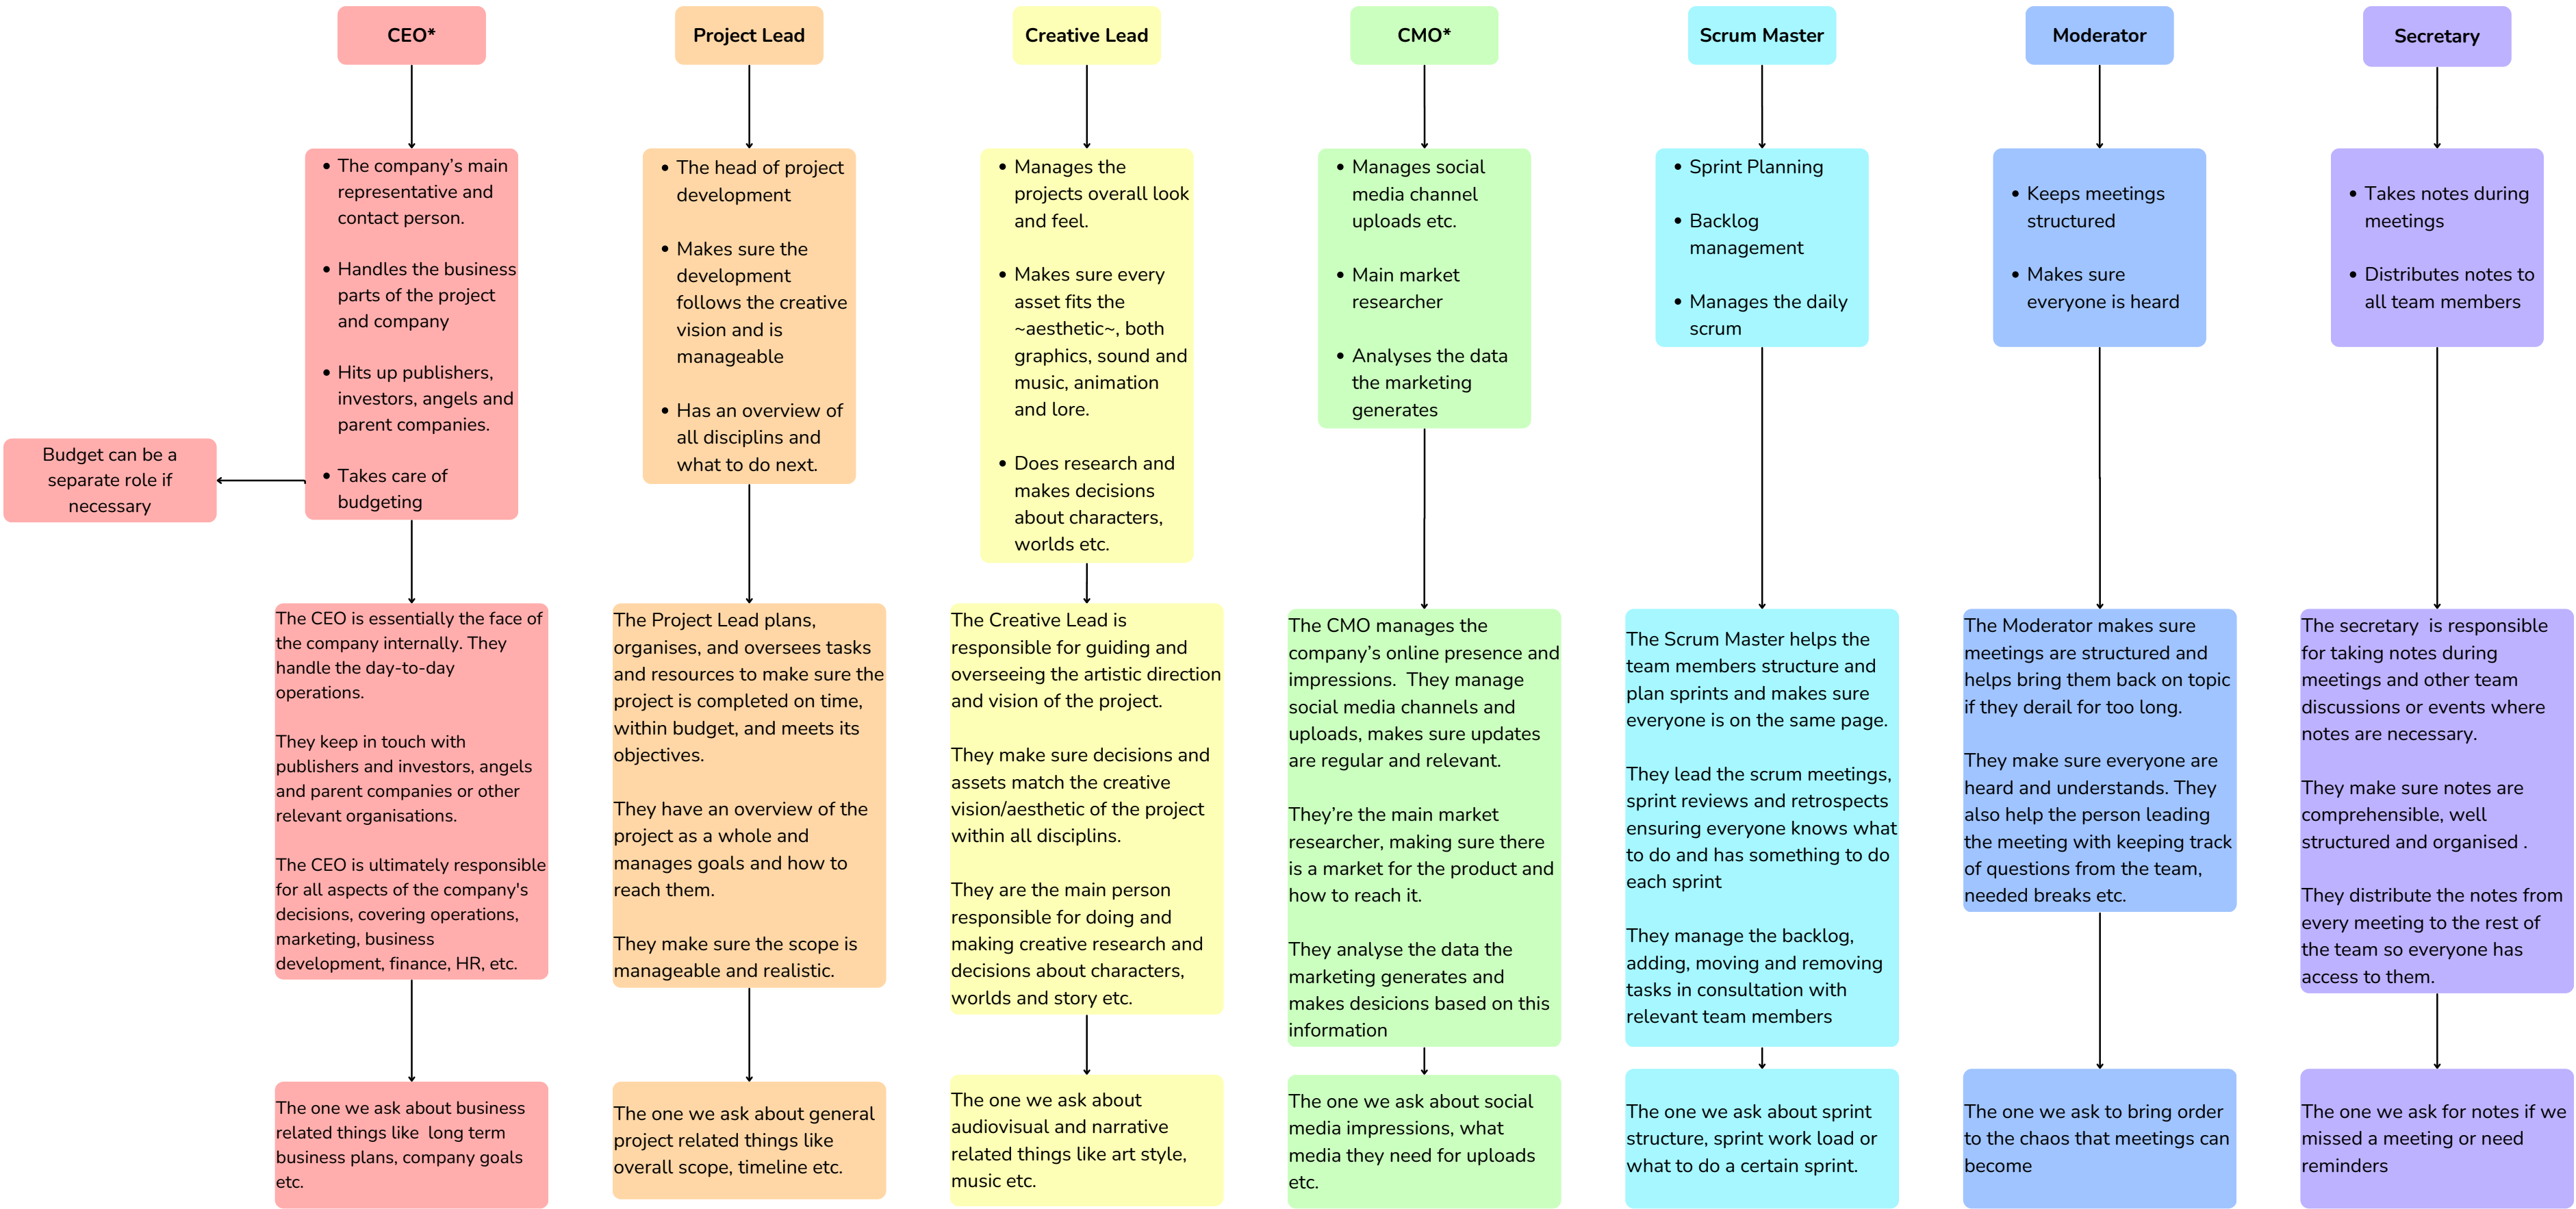 CEO*
Project Lead
Creative Lead
CMO*
Scrum Master
Moderator
Secretary
• The company's main
representative and
contact person.
• Handles the business
parts of the project
and company
• Hits up publishers,
investors, angels and
parent companies.
• Takes care of
budgeting
Budget can be a
separate role if
necessary
• The head of project
development
• Makes sure the
development
follows the creative
vision and is
manageable
• Has an overview of
all disciplins and
what to do next.
• Manages the
projects overall look
and feel.
• Makes sure every
asset fits the
~aesthetic~, both
graphics, sound and
music, animation
and lore.
• Does research and
makes decisions
about characters,
worlds etc.
• Manages social
media channel
uploads etc.
• Main market
researcher
• Analyses the data
the marketing
generates
• Sprint Planning
• Backlog
management
• Manages the daily
scrum
• Keeps meetings
structured
• Makes sure
everyone is heard
• Takes notes during
meetings
• Distributes notes to
all team members
The CEO is essentially the face of
the company internally. They
handle the day-to-day
operations.
They keep in touch with
publishers and investors, angels
and parent companies or other
relevant organisations.
The CEO is ultimately responsible
for all aspects of the company's
decisions, covering operations,
marketing, business
development, finance, HR, etc.
The Project Lead plans,
organises, and oversees tasks
and resources to make sure the
project is completed on time,
within budget, and meets its
objectives.
They have an overview of the
project as a whole and
manages goals and how to
reach them.
They make sure the scope is
manageable and realistic.
The Creative Lead is
responsible for guiding and
overseeing the artistic direction
and vision of the project.
They make sure decisions and
assets match the creative
vision/aesthetic of the project
within all disciplins.
They are the main person
responsible for doing and
making creative research and
decisions about characters,
worlds and story etc.
The CMO manages the
company's online presence and
impressions.  They manage
social media channels and
uploads, makes sure updates
are regular and relevant.
They're the main market
researcher, making sure there
is a market for the product and
how to reach it.
They analyse the data the
marketing generates and
makes desicions based on this
information
The Scrum Master helps the
team members structure and
plan sprints and makes sure
everyone is on the same page.
They lead the scrum meetings,
sprint reviews and retrospects
ensuring everyone knows what
to do and has something to do
each sprint
They manage the backlog,
adding, moving and removing
tasks in consultation with
relevant team members
The Moderator makes sure
meetings are structured and
helps bring them back on topic
if they derail for too long.
They make sure everyone are
heard and understands. They
also help the person leading
the meeting with keeping track
of questions from the team,
needed breaks etc.
The secretary  is responsible
for taking notes during
meetings and other team
discussions or events where
notes are necessary.
They make sure notes are
comprehensible, well
structured and organised .
They distribute the notes from
every meeting to the rest of
the team so everyone has
access to them.
The one we ask about business
related things like  long term
business plans, company goals
etc.
The one we ask about general
project related things like
overall scope, timeline etc.
The one we ask about
audiovisual and narrative
related things like art style,
music etc.
The one we ask about social
media impressions, what
media they need for uploads
etc.
The one we ask about sprint
structure, sprint work load or
what to do a certain sprint.
The one we ask to bring order
to the chaos that meetings can
become
The one we ask for notes if we
missed a meeting or need
reminders